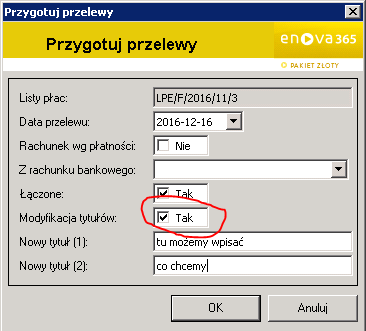 Przygotuj przelewy
Przygotuj przelewy
enova365
PAKIET ZŁOTY
Listy płac: LPE/F/2016/11/3
Data przelewu: 2016-12-16
Rachunek wg płatności: Nie
Z rachunku bankowego:
Łączone: Tak
Modyfikacja tytułów: Tak
Nowy tytuł (1): tu możemy wpisać
Nowy tytuł (2): co chcemy
OK Anuluj